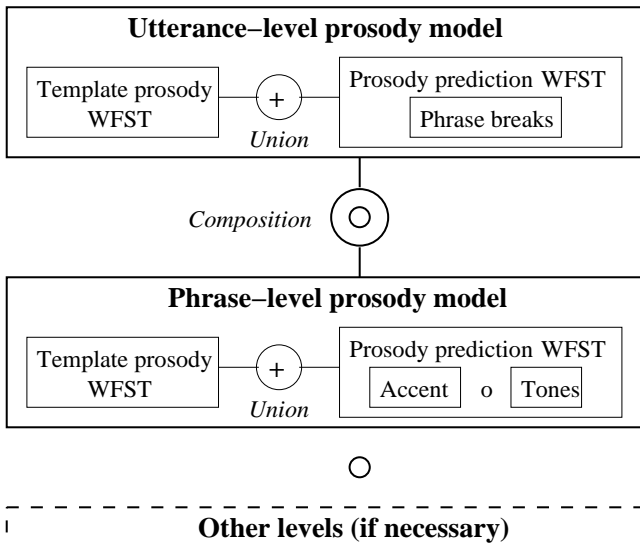 Utterance–level prosody model
Template prosody
WFST
+
Union
Prosody prediction WFST
Phrase breaks
Composition
Phrase–level prosody model
Template prosody
WFST
+
Union
Prosody prediction WFST
Accent o Tones
Other levels (if necessary)